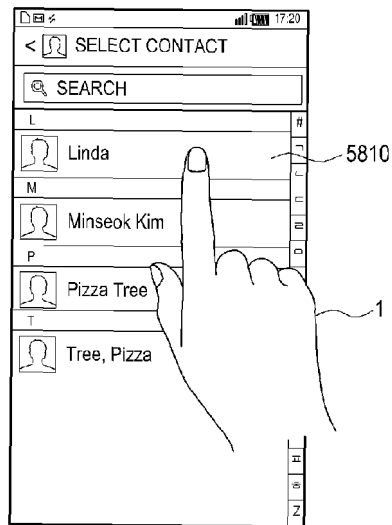 17:20
< SELECT CONTACT
SEARCH
L
#
Linda
5810
M
Minseok Kim
P
Pizza Tree
1
T
Tree, Pizza
Z